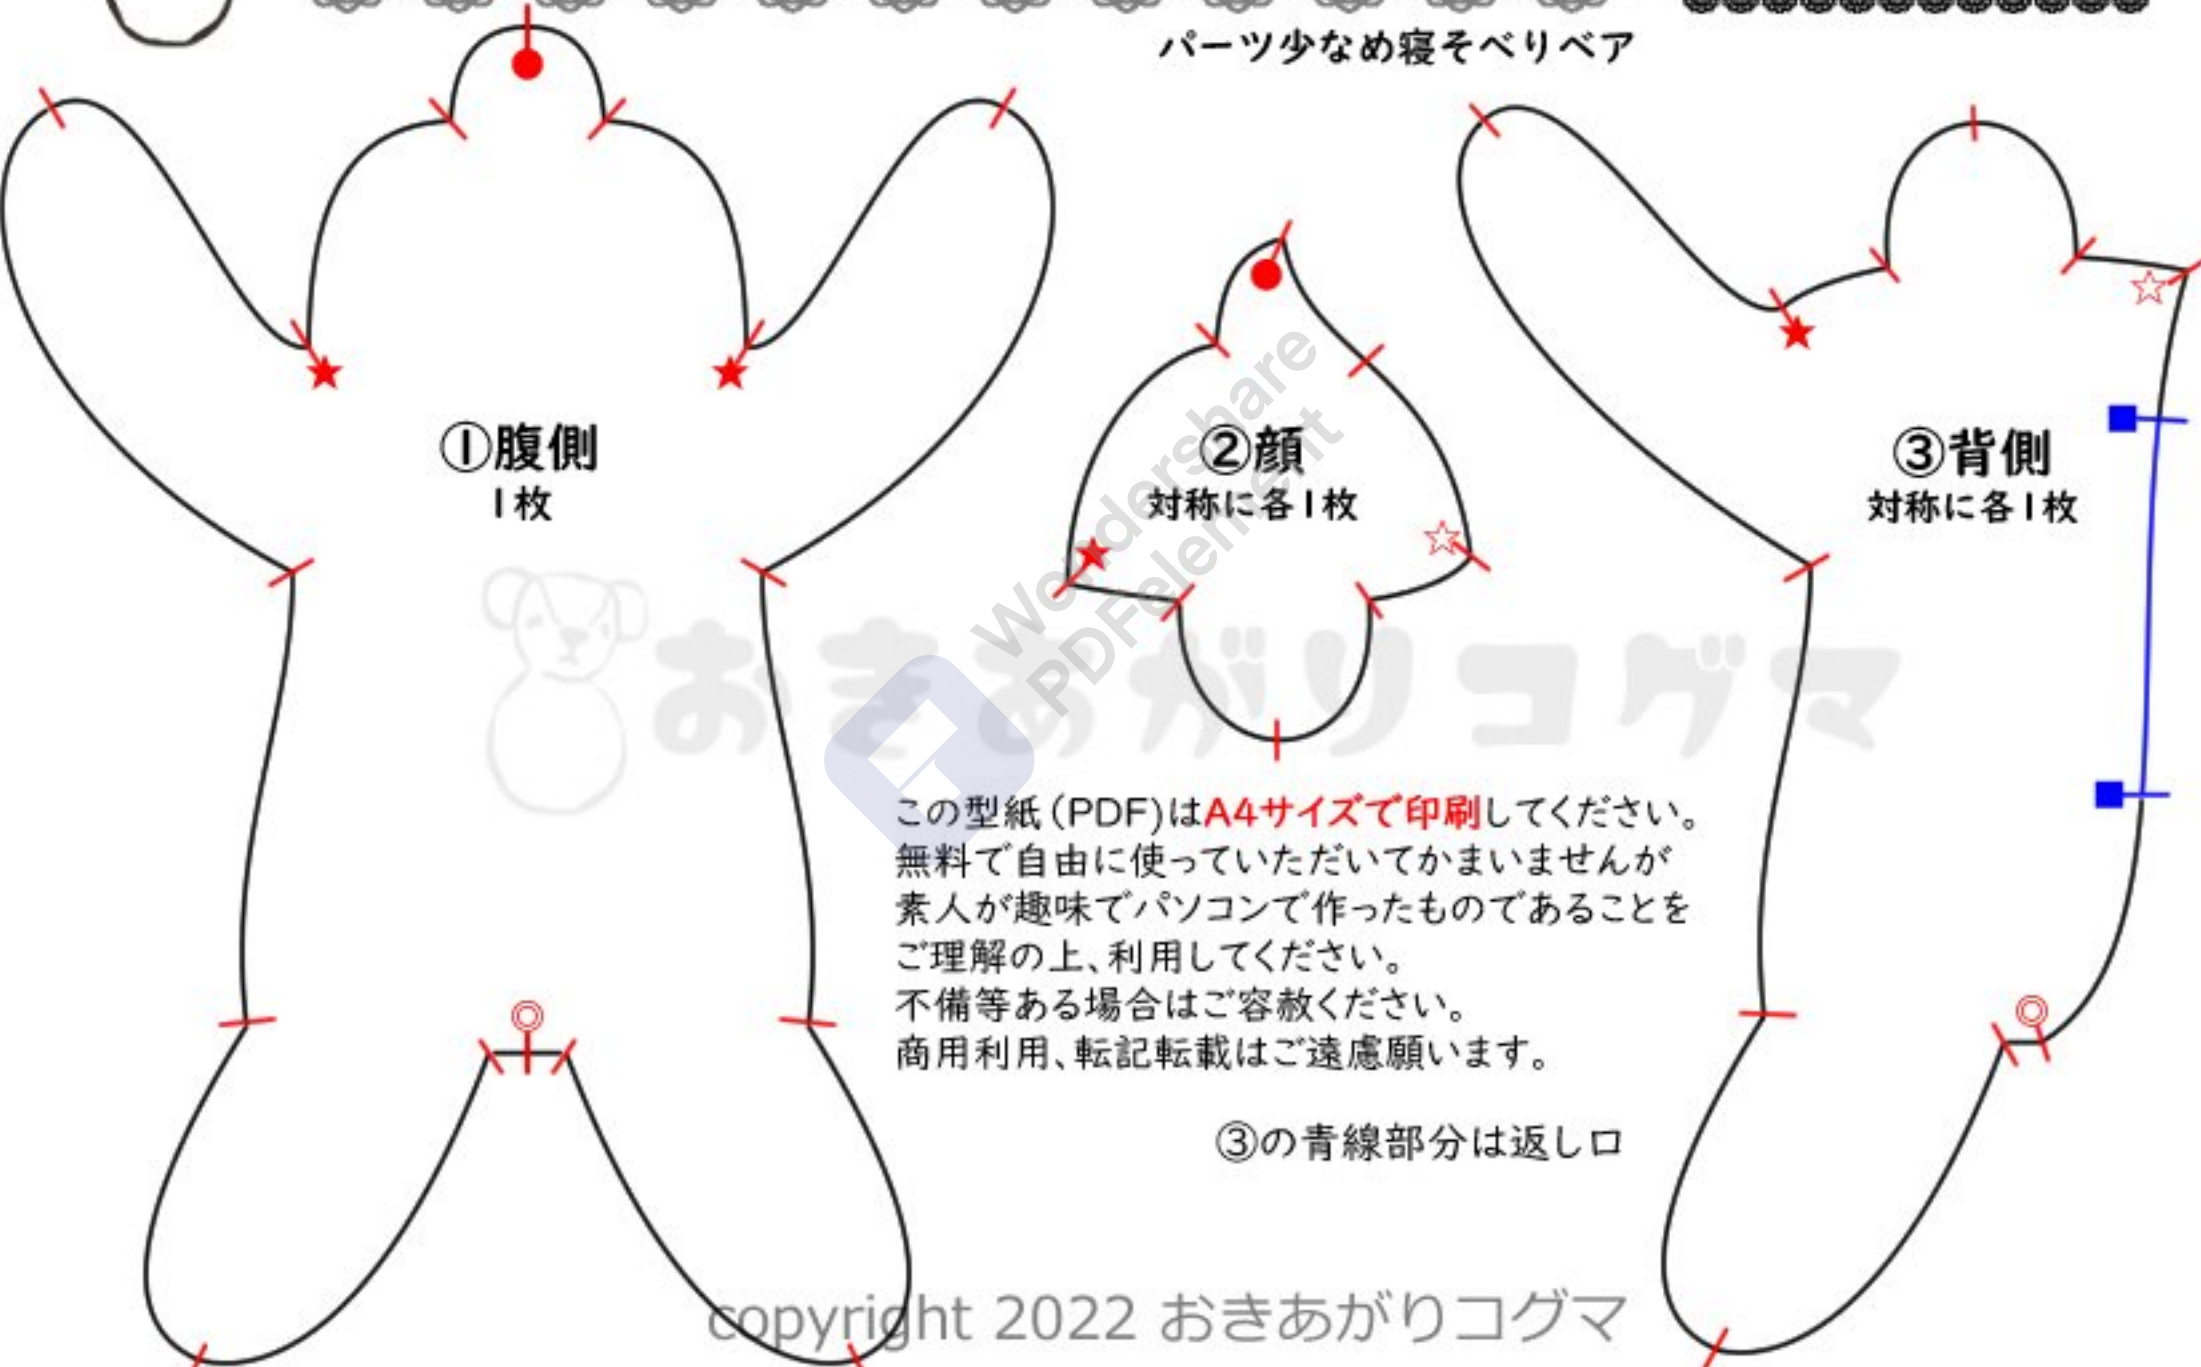 パーツ少なめ寝そべりベア
①腹側
1枚
②顔
対称に各1枚
③背側
対称に各1枚
Wondershare
PDFelement
おきあがりコグマ
この型紙(PDF)はA4サイズで印刷してください。
無料で自由に使っていただいてかまいませんが
素人が趣味でパソコンで作ったものであることを
ご理解の上、利用してください。
不備等ある場合はご容赦ください。
商用利用、転記転載はご遠慮願います。
③の青線部分は返し口
copyright 2022 おきあがりコグマ